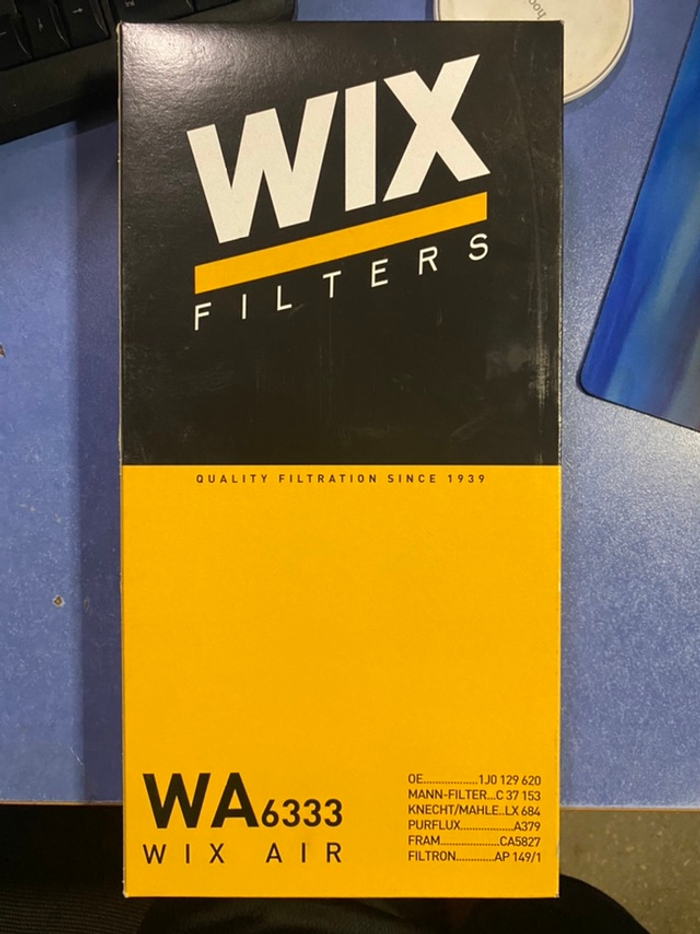 WIX
FILTERS
QUALITY FILTRATION SINCE 1939
WA6333
WIX AIR
OE..................1J0 129 620
MANN-FILTER...C 37 153
KNECHT/MAHLE..LX 684
PURFLUX..................A379
FRAM....................CA5827
FILTRON.............AP 149/1